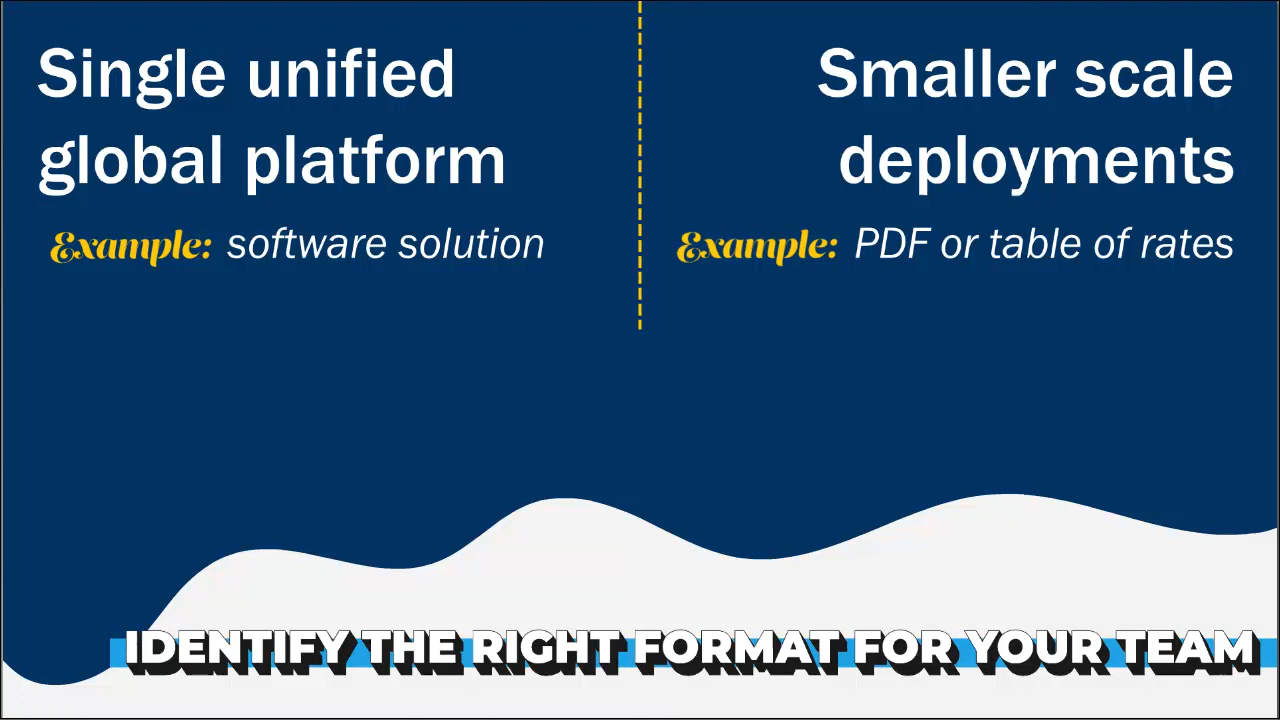 Single unified
global platform
Example: software solution
Smaller scale
deployments
Example: PDF or table of rates
IDENTIFY THE RIGHT FORMAT FOR YOUR TEAM